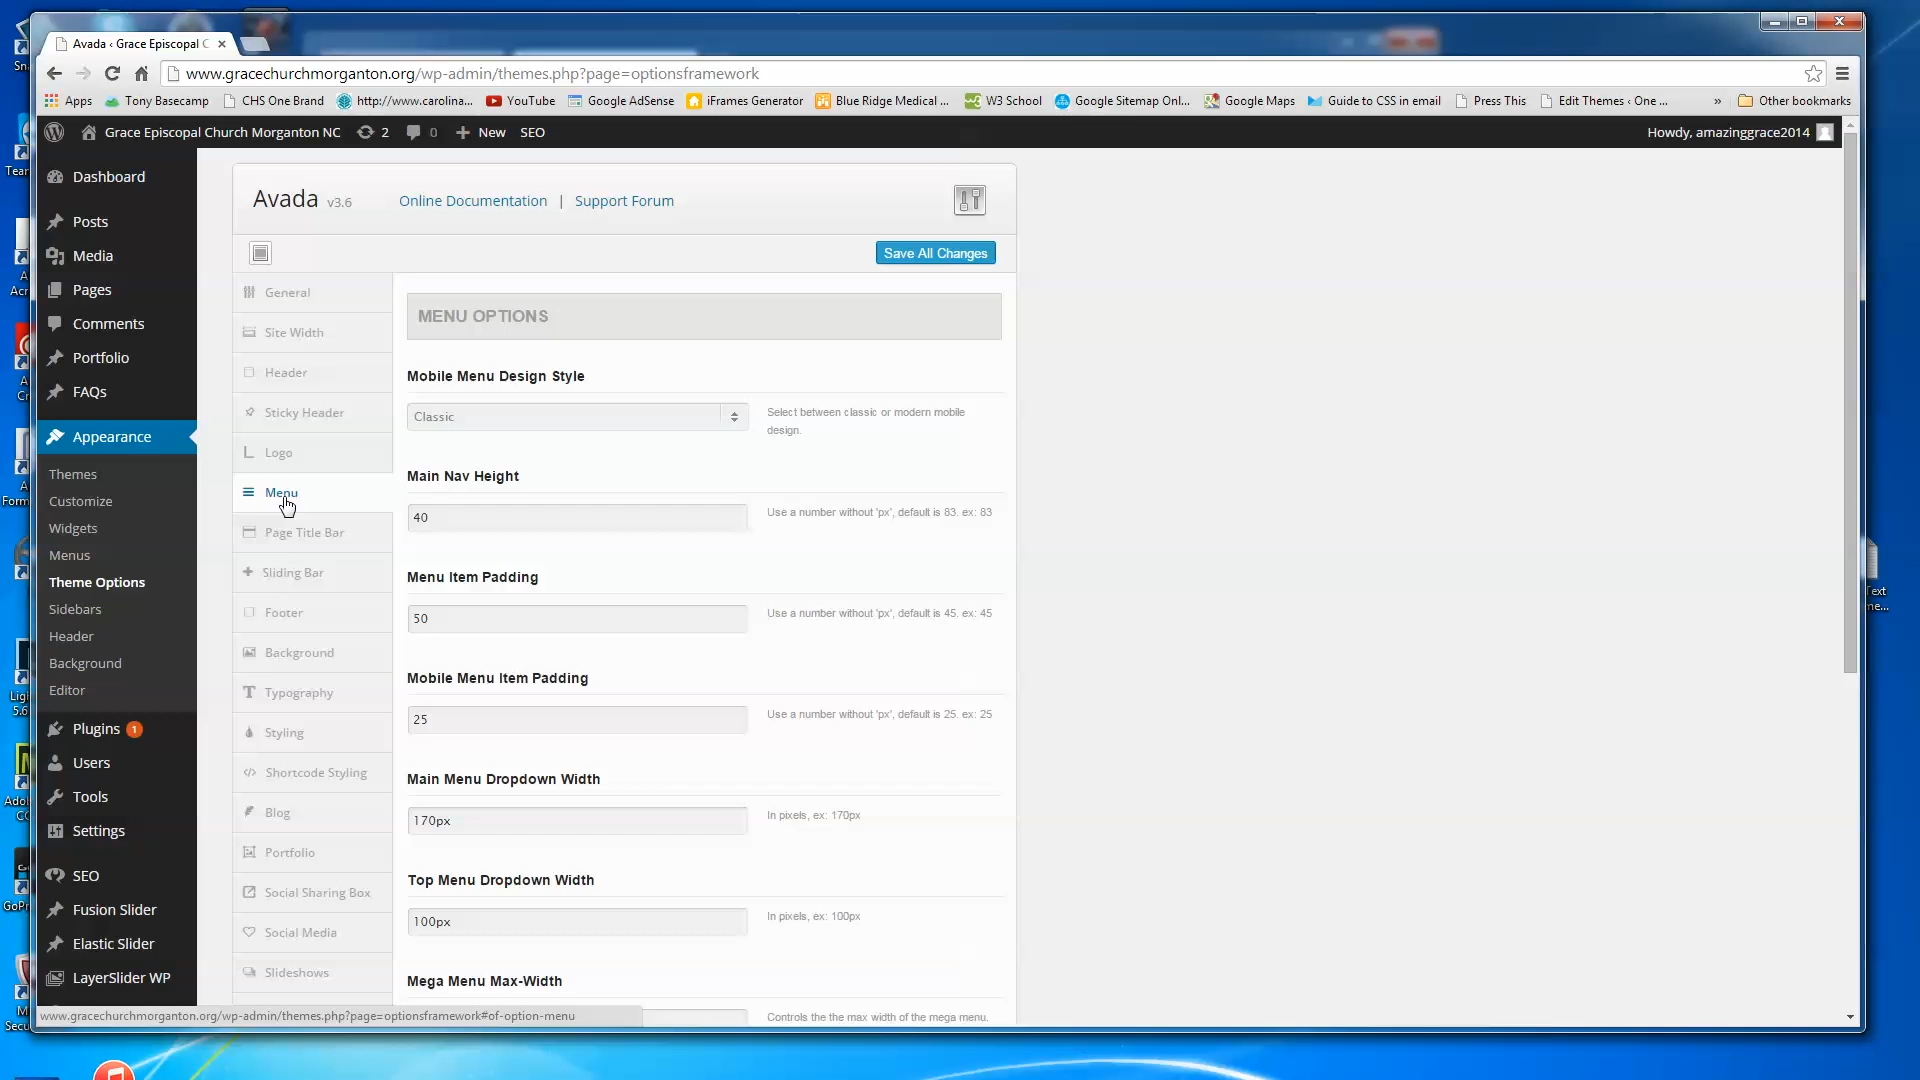 Avada ‹ Grace Episcopal C
www.gracechurchmorganton.org/wp-admin/themes.php?page=optionsframework
Apps Tony Basecamp CHS One Brand http://www.carolina... YouTube Google AdSense iFrames Generator Blue Ridge Medical ... W3 School Google Sitemap Onl... Google Maps Guide to CSS in email Press This Edit Themes ‹ One ... » Other bookmarks
Grace Episcopal Church Morganton NC 2 0 New SEO Howdy, amazinggrace2014
Dashboard
Posts
Media
Pages
Comments
Portfolio
FAQs
Appearance
Themes
Customize
Widgets
Menus
Theme Options
Sidebars
Header
Background
Editor
Plugins 1
Users
Tools
Settings
SEO
Fusion Slider
Elastic Slider
LayerSlider WP
Avada v3.6 Online Documentation | Support Forum
Save All Changes
General
Site Width
Header
Sticky Header
Logo
Menu
Page Title Bar
Sliding Bar
Footer
Background
Typography
Styling
Shortcode Styling
Blog
Portfolio
Social Sharing Box
Social Media
Slideshows
MENU OPTIONS
Mobile Menu Design Style
Classic
Select between classic or modern mobile
design.
Main Nav Height
40
Use a number without 'px', default is 83. ex: 83
Menu Item Padding
50
Use a number without 'px', default is 45. ex: 45
Mobile Menu Item Padding
25
Use a number without 'px', default is 25. ex: 25
Main Menu Dropdown Width
170px
In pixels, ex: 170px
Top Menu Dropdown Width
100px
In pixels, ex: 100px
Mega Menu Max-Width
Controls the the max width of the mega menu.
www.gracechurchmorganton.org/wp-admin/themes.php?page=optionsframework#of-option-menu